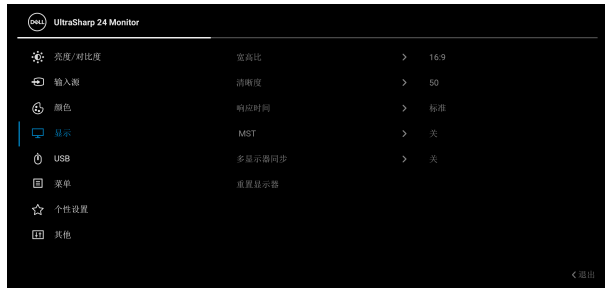 DELL UltraSharp 24 Monitor
亮度/对比度 宽高比 > 16:9
输入源 清晰度 > 50
颜色 响应时间 > 标准
显示 MST > 关
USB 多显示器同步 > 关
菜单 重置显示器
个性设置
其他
<退出